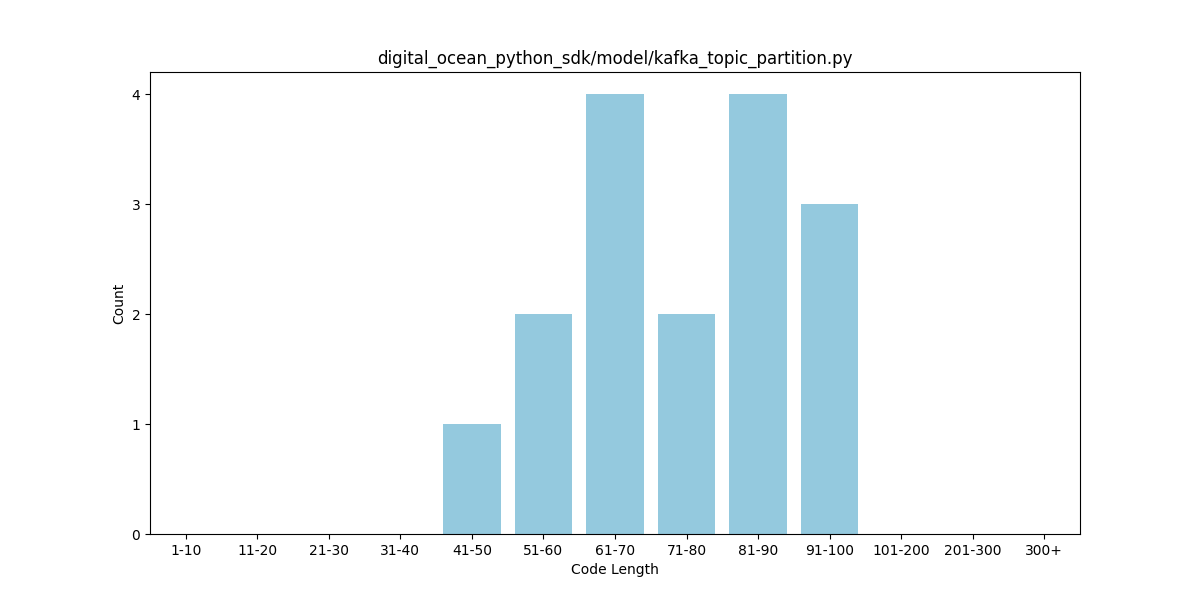 digital_ocean_python_sdk/model/kafka_topic_partition.py
4
3
2
1
0
Count
1-10 11-20 21-30 31-40 41-50 51-60 61-70 71-80 81-90 91-100 101-200 201-300 300+
Code Length